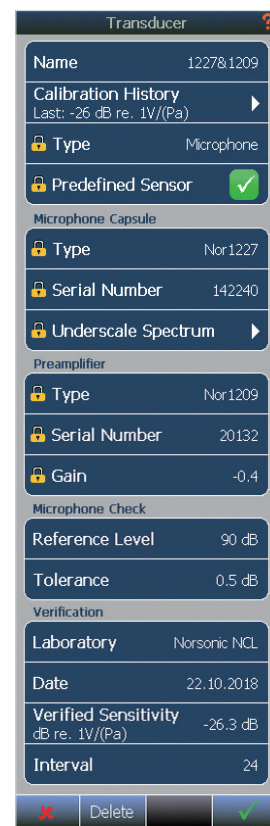 Transducer ?
Name 1227&1209
Calibration History
Last: -26 dB re. 1V/(Pa)
Type Microphone
Predefined Sensor
Microphone Capsule
Type Nor1227
Serial Number 142240
Underscale Spectrum
Preamplifier
Type Nor1209
Serial Number 20132
Gain -0.4
Microphone Check
Reference Level 90 dB
Tolerance 0.5 dB
Verification
Laboratory Norsonic NCL
Date 22.10.2018
Verified Sensitivity -26.3 dB
dB re. 1V/(Pa)
Interval 24
Delete